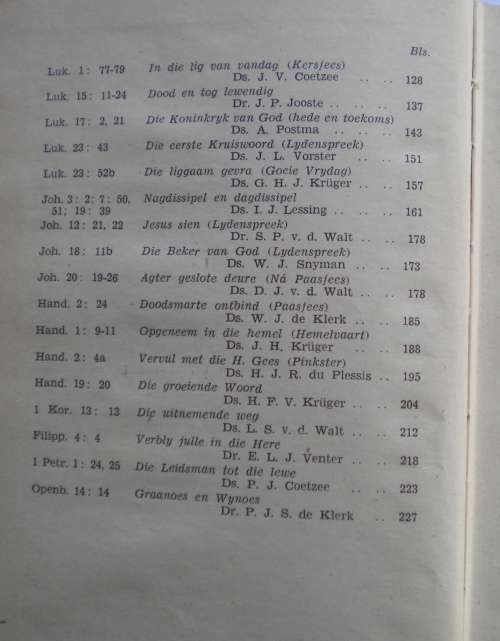 Bls.
Luk. 1: 77-79 In die lig van vandag (Kersfees)
Ds. J. V. Coetzee .. .. 128
Luk. 15: 11-24 Dood en tog lewendig
Dr. J. P. Jooste .. .. .. 137
Luk. 17: 2, 21 Die Koninkryk van God (hede en toekoms)
Ds. A. Postma .. .. .. 143
Luk. 23: 43 Die eerste Kruiswoord (Lydenspreek)
Ds. J. L. Vorster .. .. 151
Luk. 23: 52b Die liggaam gevra (Goeie Vrydag)
Ds. G. H. J. Krüger .. .. 157
Joh. 3: 2; 7: 50, Nagdissipel en dagdissipel
51; 19: 39 Ds. I. J. Lessing .. .. .. 161
Joh. 12: 21, 22 Jesus sien (Lydenspreek)
Dr. S. P. v. d. Walt .. .. 178
Joh. 18: 11b Die Beker van God (Lydenspreek)
Ds. W. J. Snyman .. .. 173
Joh. 20: 19-26 Agter geslote deure (Ná Paasfees)
Ds. D. J. v. d. Walt .. .. 178
Hand. 2: 24 Doodsmarte ontbind (Paasfees)
Ds. W. J. de Klerk .. .. 185
Hand. 1: 9-11 Opgeneem in die hemel (Hemelvaart)
Ds. J. H. Krüger .. .. 188
Hand. 2: 4a Vervul met die H. Gees (Pinkster)
Ds. H. J. R. du Plessis .. 195
Hand. 19: 20 Die groeiende Woord
Ds. H. F. V. Krüger .. .. 204
1 Kor. 13: 13 Die uitnemende weg
Ds. L. S. v. d. Walt .. .. 212
Filipp. 4: 4 Verbly julle in die Here
Dr. E. L. J. Venter .. .. 218
1 Petr. 1: 24, 25 Die Leidsman tot die lewe
Ds. P. J. Coetzee .. .. 223
Openb. 14: 14 Graanoes en Wynoes
Dr. P. J. S. de Klerk .. 227